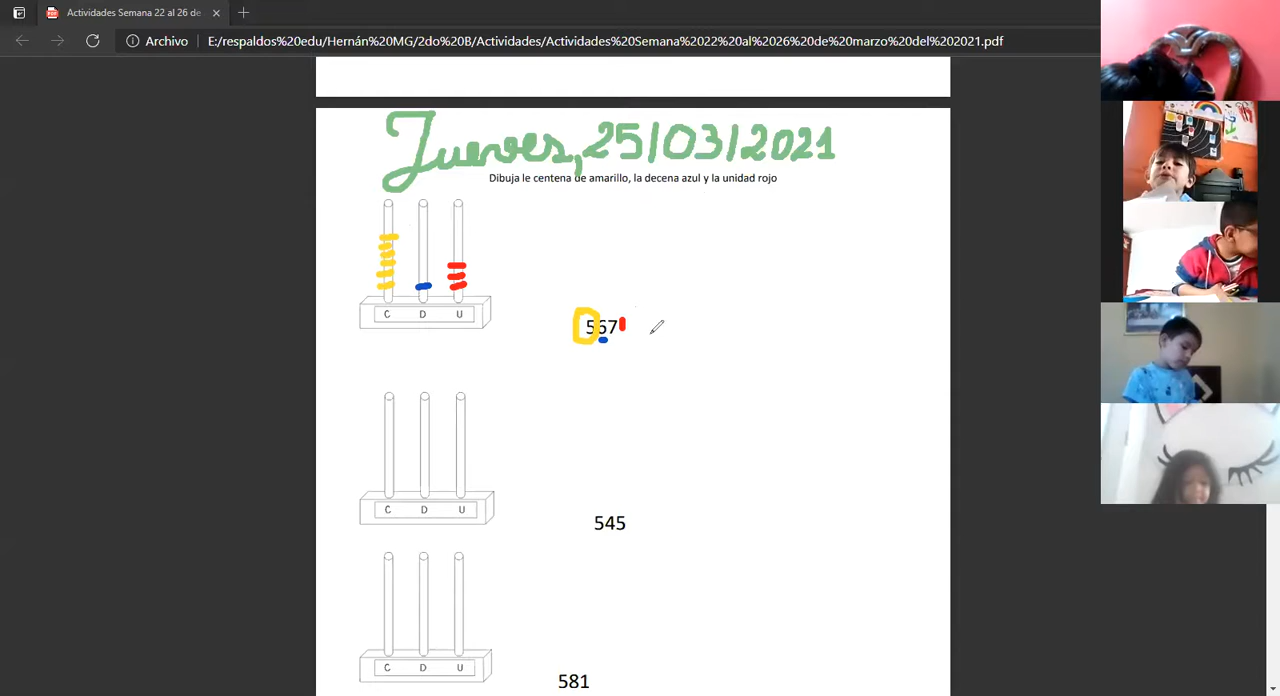 Actividades Semana 22 al 26 de
Archivo
E:/respaldos%20edu/Hernán%20MG/2do%20B/Actividades/Actividades%20Semana%2022%20al%2026%20de%20marzo%20del%202021.pdf
Jueves, 25/03/2021
Dibuja le centena de amarillo, la decena azul y la unidad rojo
C D U
567
C D U
545
C D U
581